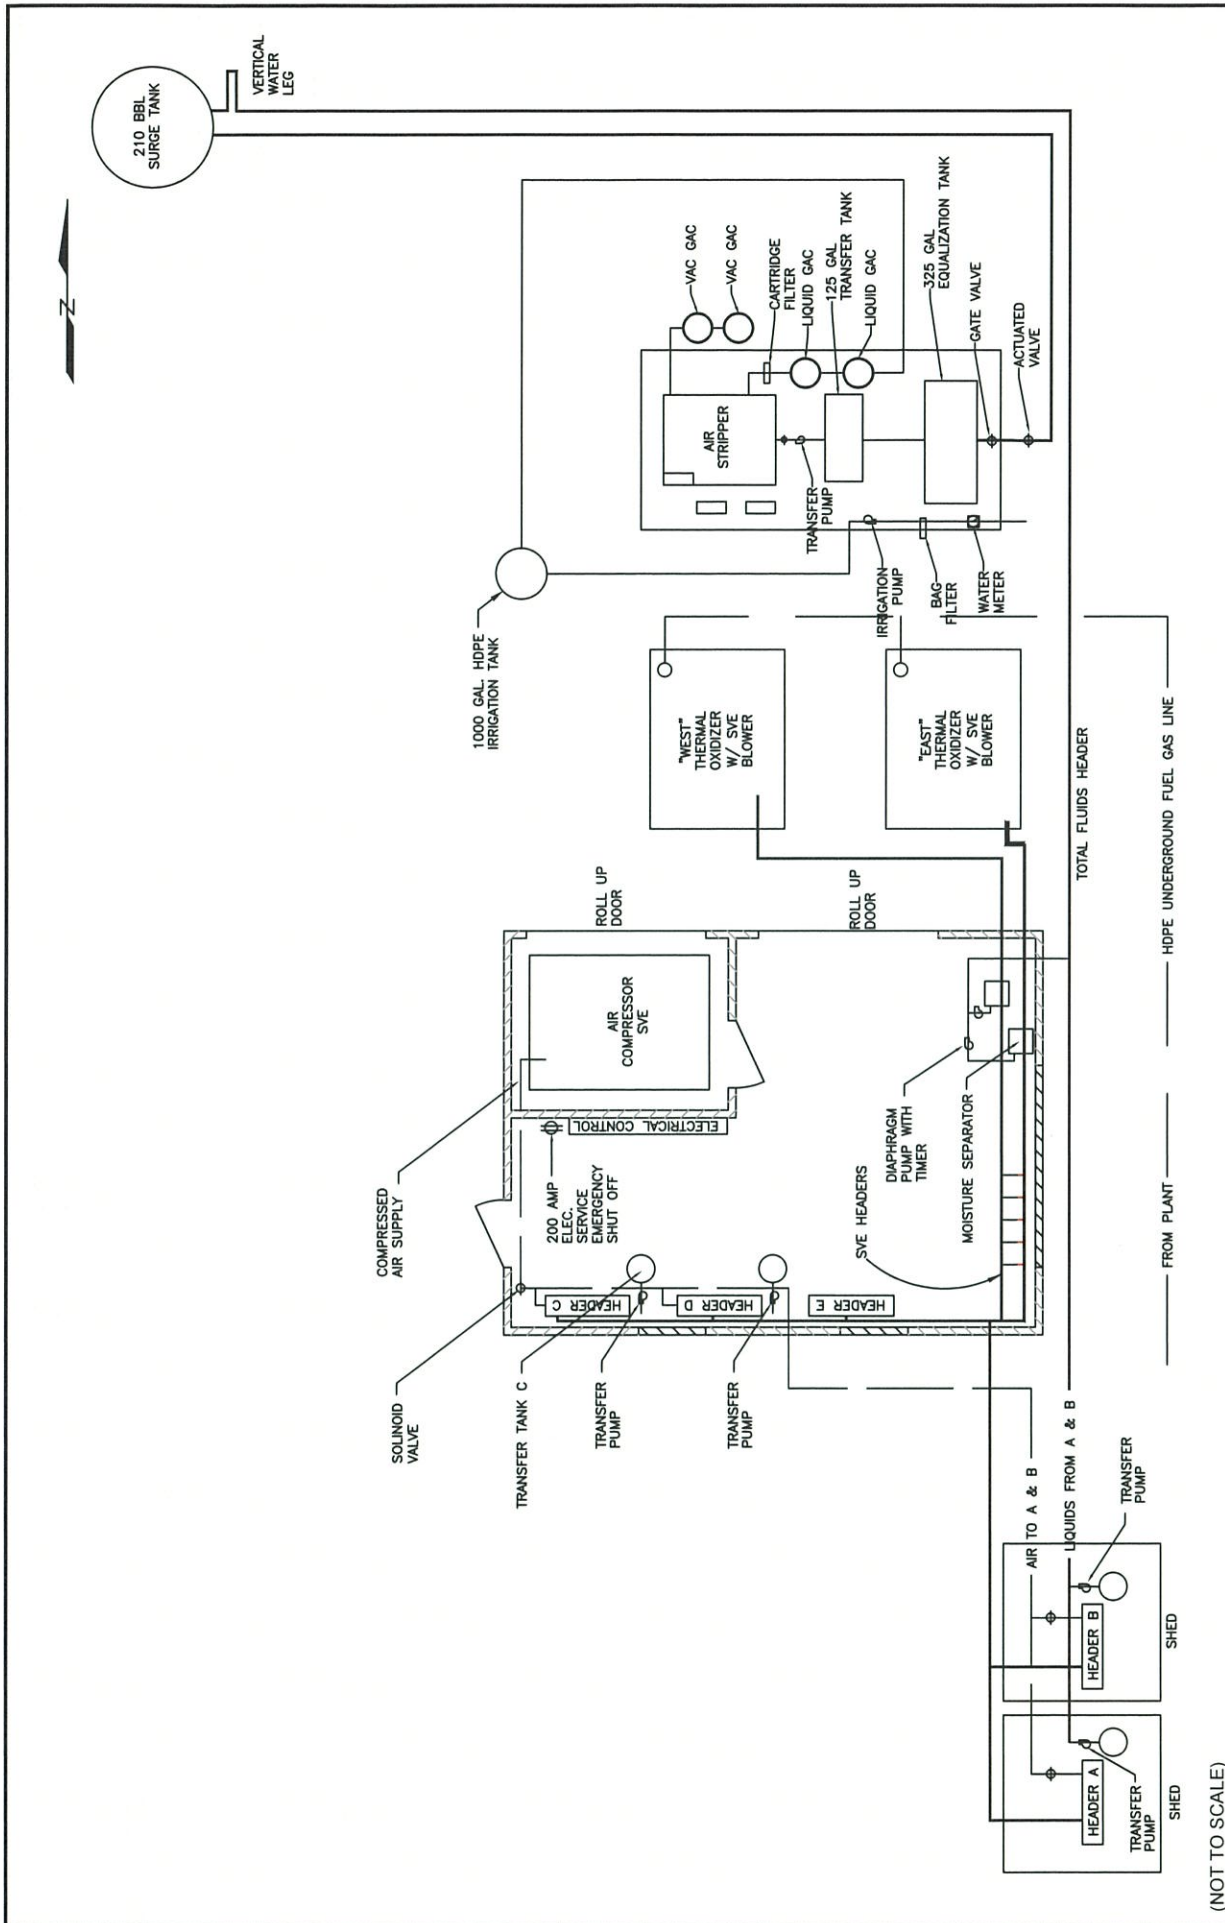 210 BBL
SURGE TANK
VERTICAL
WATER
LEG
N
VAC GAC
VAC GAC
CARTRIDGE
FILTER
LIQUID GAC
125 GAL
TRANSFER TANK
LIQUID GAC
325 GAL
EQUALIZATION TANK
GATE VALVE
ACTUATED
VALVE
AIR
STRIPPER
TRANSFER
PUMP
IRRIGATION
PUMP
BAG
FILTER
WATER
METER
1000 GAL. HDPE
IRRIGATION TANK
"WEST"
THERMAL
OXIDIZER
W/ SVE
BLOWER
"EAST"
THERMAL
OXIDIZER
W/ SVE
BLOWER
TOTAL FLUIDS HEADER
HDPE UNDERGROUND FUEL GAS LINE
FROM PLANT
ROLL UP
DOOR
ROLL UP
DOOR
AIR
COMPRESSOR
SVE
ELECTRICAL CONTROL
COMPRESSED
AIR SUPPLY
200 AMP
ELEC.
SERVICE
EMERGENCY
SHUT OFF
DIAPHRAGM
PUMP WITH
TIMER
MOISTURE SEPARATOR
SVE HEADERS
HEADER C
HEADER D
HEADER E
SOLINOID
VALVE
TRANSFER TANK C
TRANSFER
PUMP
TRANSFER
PUMP
AIR TO A & B
LIQUIDS FROM A & B
TRANSFER
PUMP
HEADER B
SHED
HEADER A
TRANSFER
PUMP
SHED
(NOT TO SCALE)